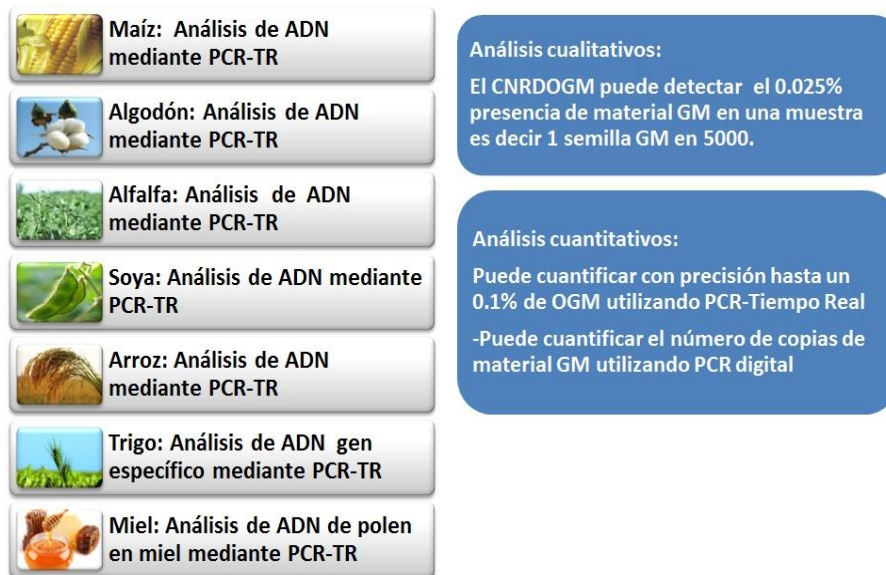 Maíz: Análisis de ADN
mediante PCR-TR
Algodón: Análisis de ADN
mediante PCR-TR
Alfalfa: Análisis de ADN
mediante PCR-TR
Soya: Análisis de ADN mediante
PCR-TR
Arroz: Análisis de ADN
mediante PCR-TR
Trigo: Análisis de ADN gen
específico mediante PCR-TR
Miel: Análisis de ADN de polen
en miel mediante PCR-TR
Análisis cualitativos:
El CNRDOGM puede detectar el 0.025%
presencia de material GM en una muestra
es decir 1 semilla GM en 5000.
Análisis cuantitativos:
Puede cuantificar con precisión hasta un
0.1% de OGM utilizando PCR-Tiempo Real
-Puede cuantificar el número de copias de
material GM utilizando PCR digital